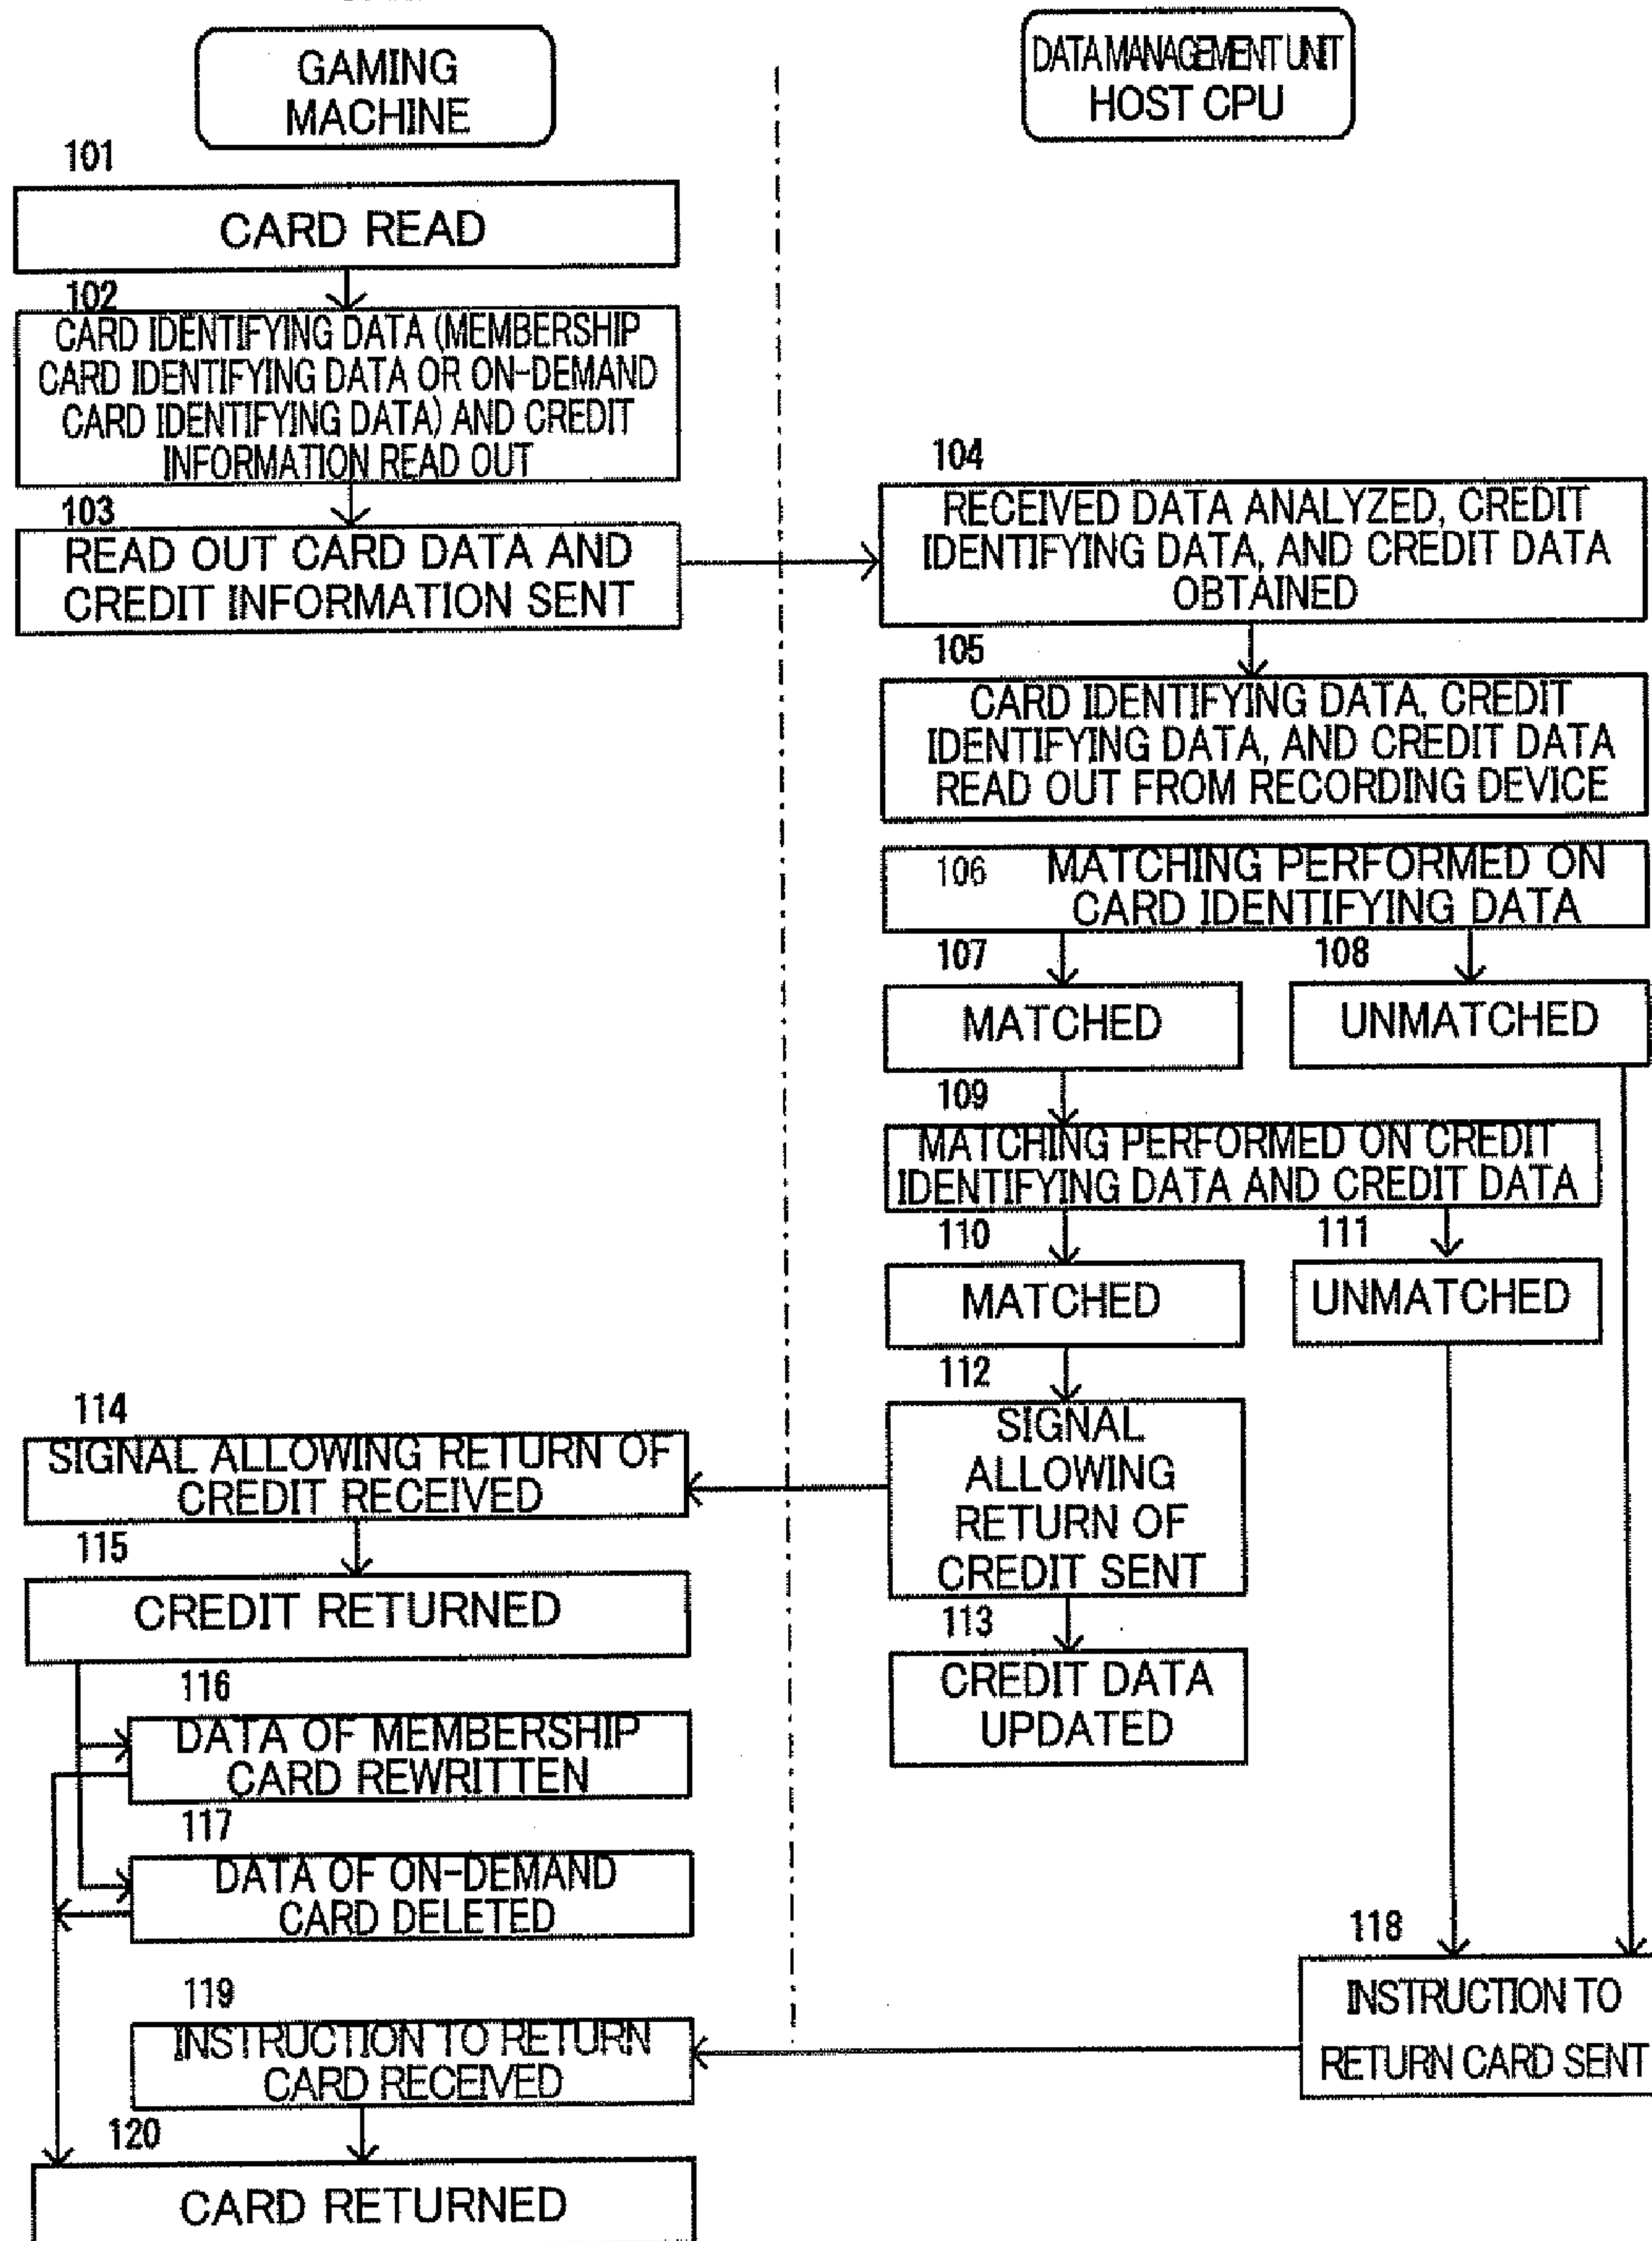 GAMING
MACHINE
DATA MANAGEMENT UNIT
HOST CPU
101
CARD READ
102
CARD IDENTIFYING DATA (MEMBERSHIP
CARD IDENTIFYING DATA OR ON-DEMAND
CARD IDENTIFYING DATA) AND CREDIT
INFORMATION READ OUT
103
READ OUT CARD DATA AND
CREDIT INFORMATION SENT
104
RECEIVED DATA ANALYZED, CREDIT
IDENTIFYING DATA, AND CREDIT DATA
OBTAINED
105
CARD IDENTIFYING DATA, CREDIT
IDENTIFYING DATA, AND CREDIT DATA
READ OUT FROM RECORDING DEVICE
106 MATCHING PERFORMED ON
CARD IDENTIFYING DATA
107
MATCHED
108
UNMATCHED
109
MATCHING PERFORMED ON CREDIT
IDENTIFYING DATA AND CREDIT DATA
110
MATCHED
111
UNMATCHED
112
SIGNAL
ALLOWING
RETURN OF
CREDIT SENT
113
CREDIT DATA
UPDATED
114
SIGNAL ALLOWING RETURN OF
CREDIT RECEIVED
115
CREDIT RETURNED
116
DATA OF MEMBERSHIP
CARD REWRITTEN
117
DATA OF ON-DEMAND
CARD DELETED
118
INSTRUCTION TO
RETURN CARD SENT
119
INSTRUCTION TO RETURN
CARD RECEIVED
120
CARD RETURNED